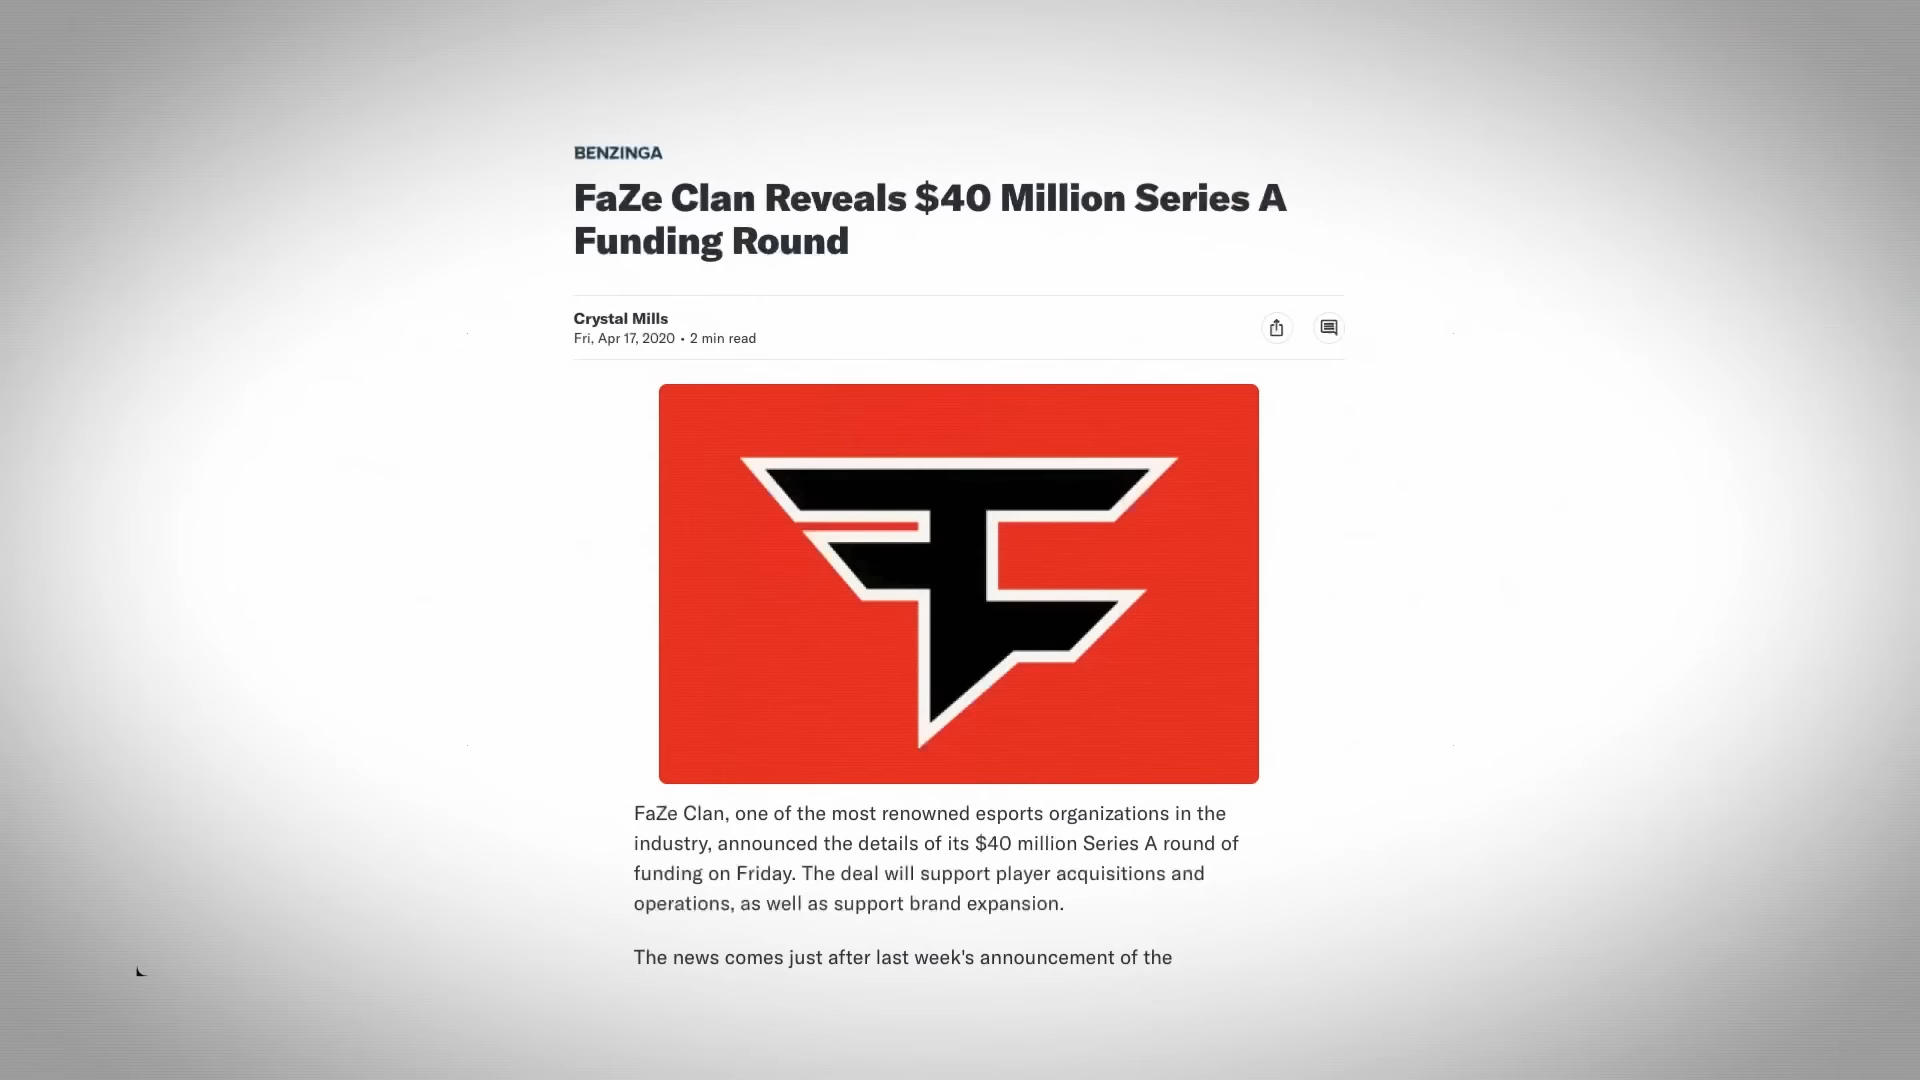 BENZINGA
FaZe Clan Reveals $40 Million Series A
Funding Round
Crystal Mills
Fri, Apr 17, 2020 • 2 min read
FaZe Clan, one of the most renowned esports organizations in the
industry, announced the details of its $40 million Series A round of
funding on Friday. The deal will support player acquisitions and
operations, as well as support brand expansion.
The news comes just after last week's announcement of the